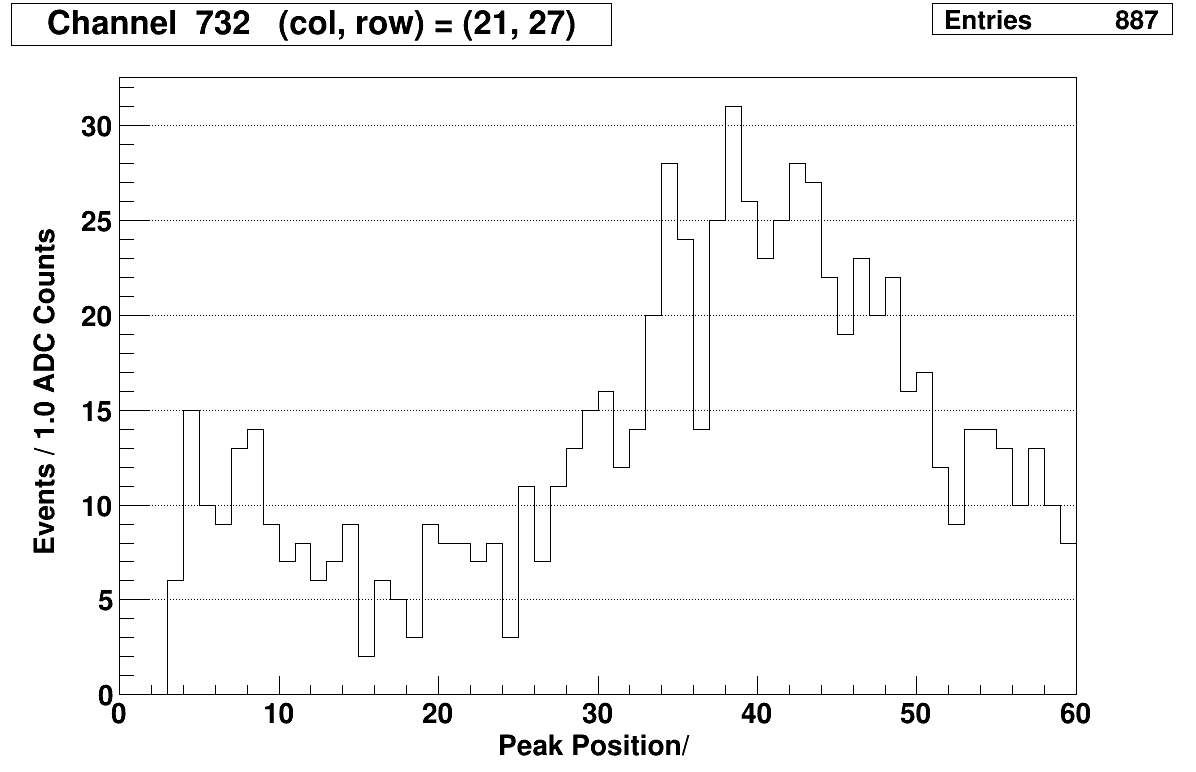 Channel 732 (col, row) = (21, 27)
Entries 887
Events / 1.0 ADC Counts
30
25
20
15
10
5
0
0 10 20 30 40 50 60
Peak Position/